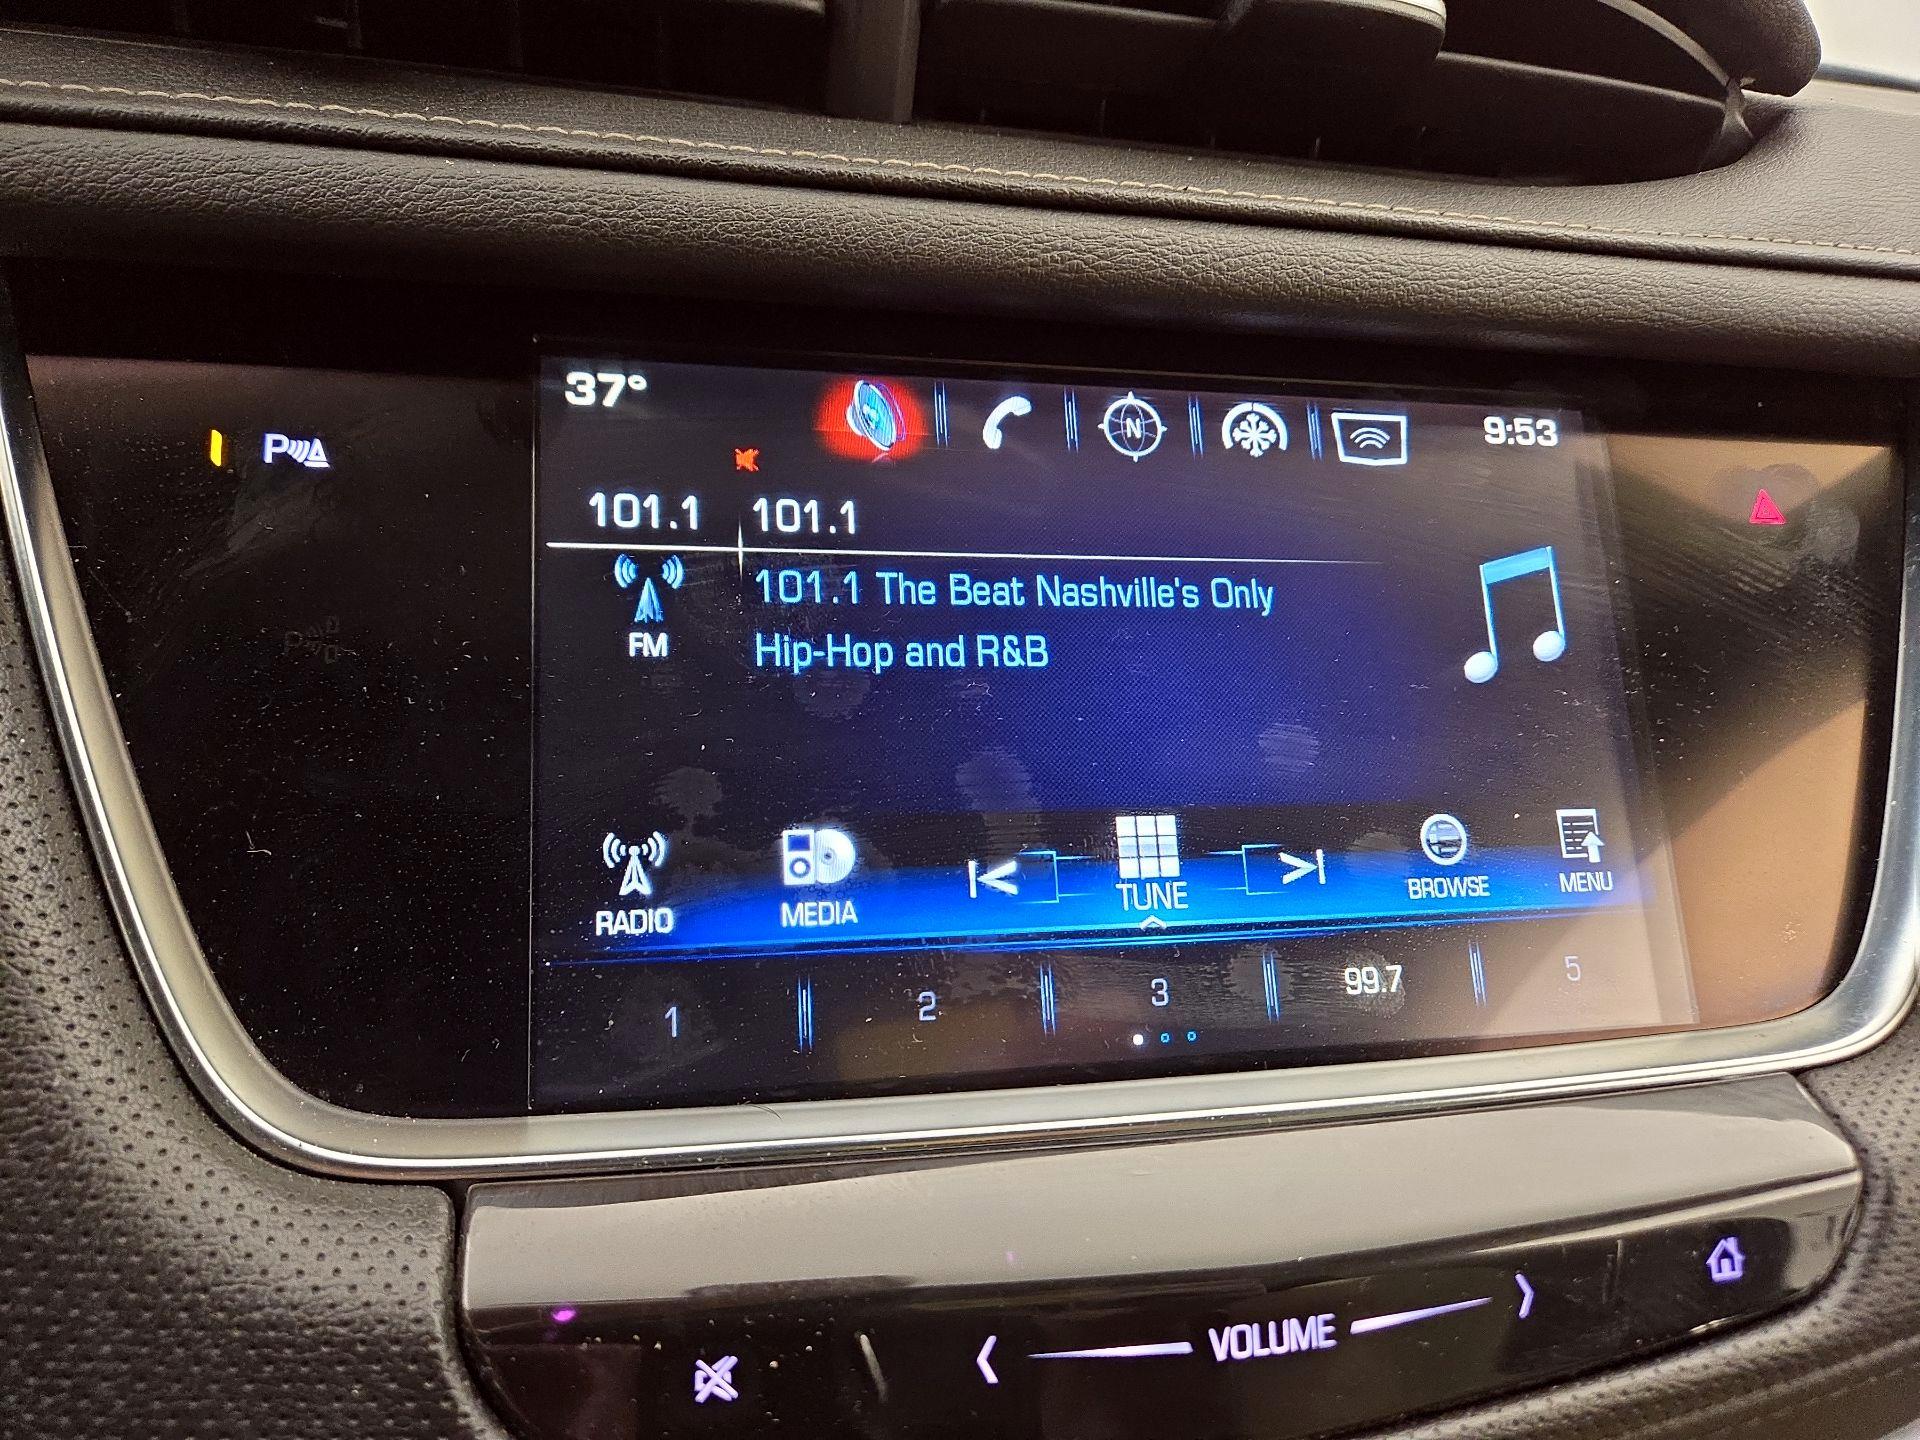 37°
N
9:53
P
101.1 101.1
101.1 The Beat Nashville's Only
Hip-Hop and R&B
FM
RADIO MEDIA TUNE BROWSE MENU
1 2 3 99.7 5
VOLUME